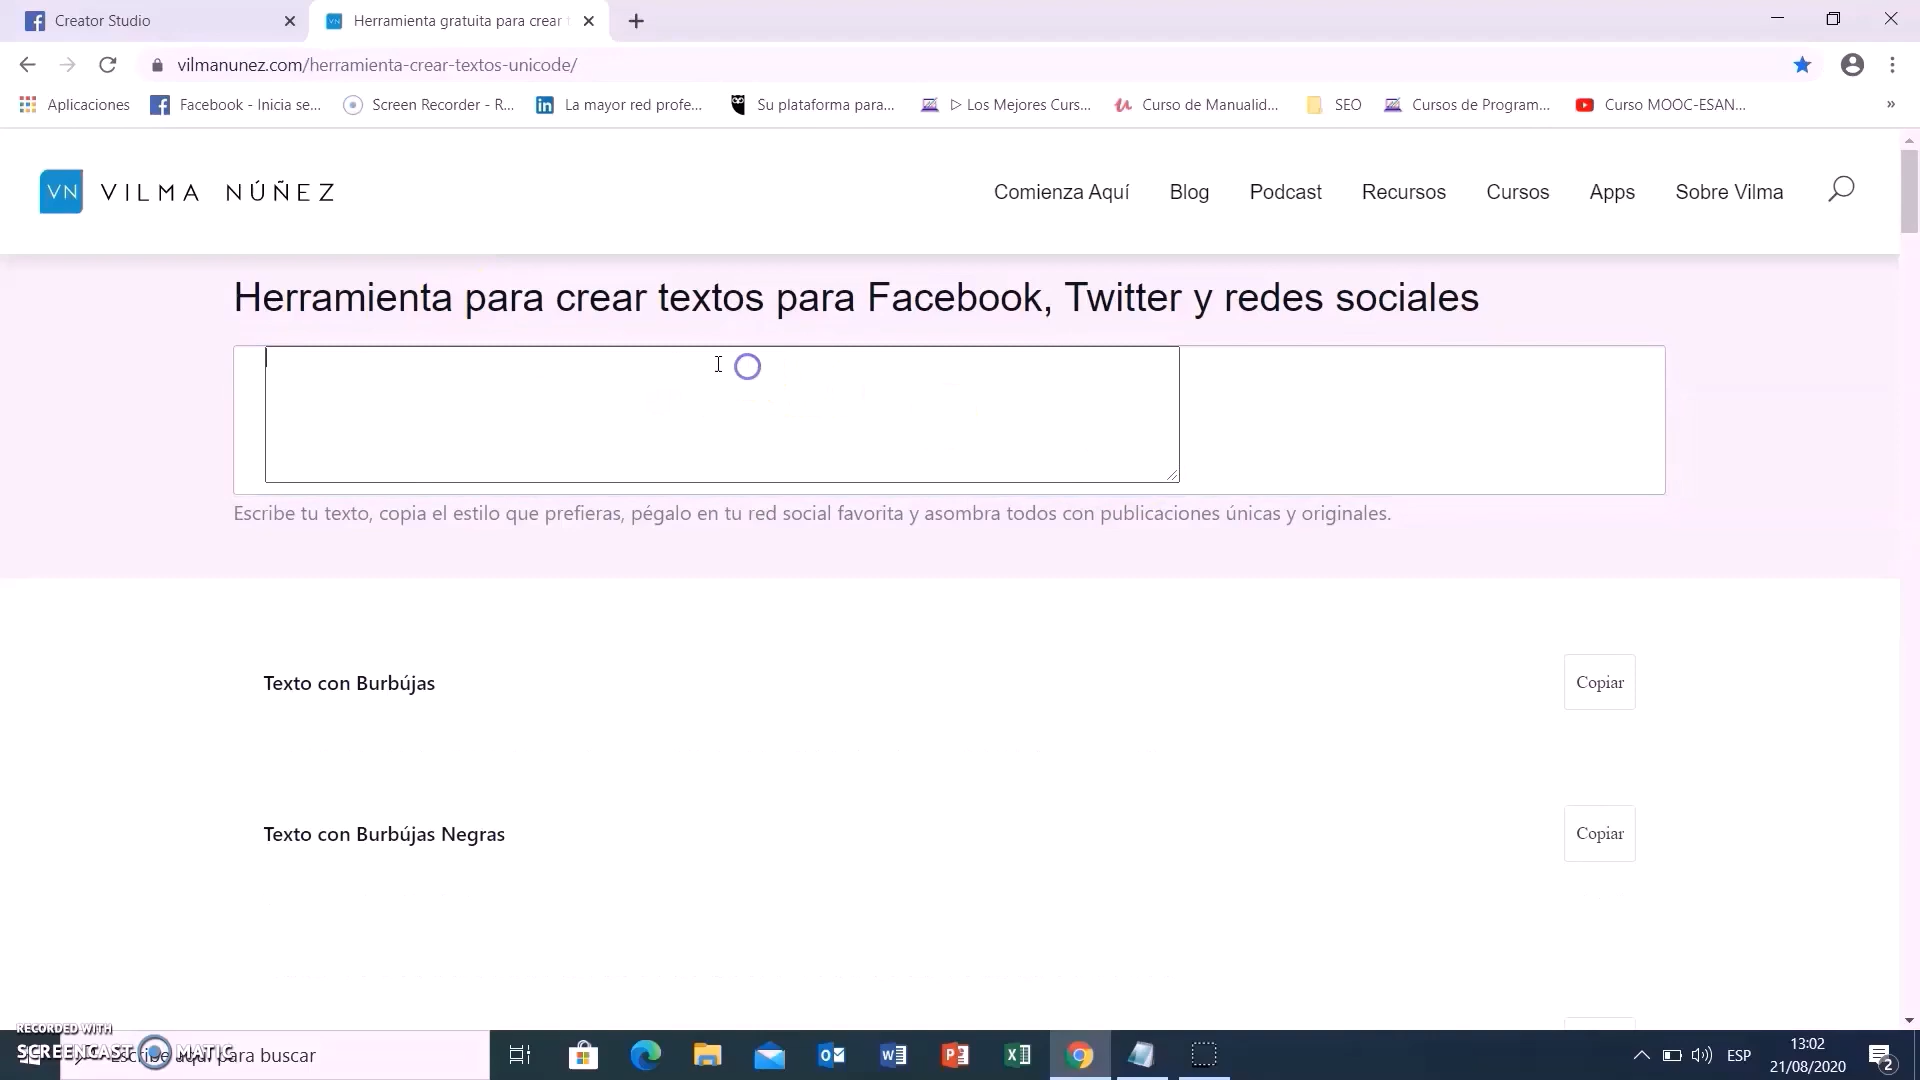 Creator Studio
Herramienta gratuita para crear t
vilmanunez.com/herramienta-crear-textos-unicode/
Aplicaciones
Facebook - Inicia se...
Screen Recorder - R...
La mayor red profe...
Su plataforma para...
▷ Los Mejores Curs...
Curso de Manualid...
SEO
Cursos de Program...
Curso MOOC-ESAN...
»
VN VILMA NÚÑEZ
Comienza Aquí
Blog
Podcast
Recursos
Cursos
Apps
Sobre Vilma
Herramienta para crear textos para Facebook, Twitter y redes sociales
Escribe tu texto, copia el estilo que prefieras, pégalo en tu red social favorita y asombra todos con publicaciones únicas y originales.
Texto con Burbújas
Copiar
Texto con Burbújas Negras
Copiar
RECORDED WITH
SCREENCAST MATIC
Escribe aquí para buscar
ESP
13:02
21/08/2020
2